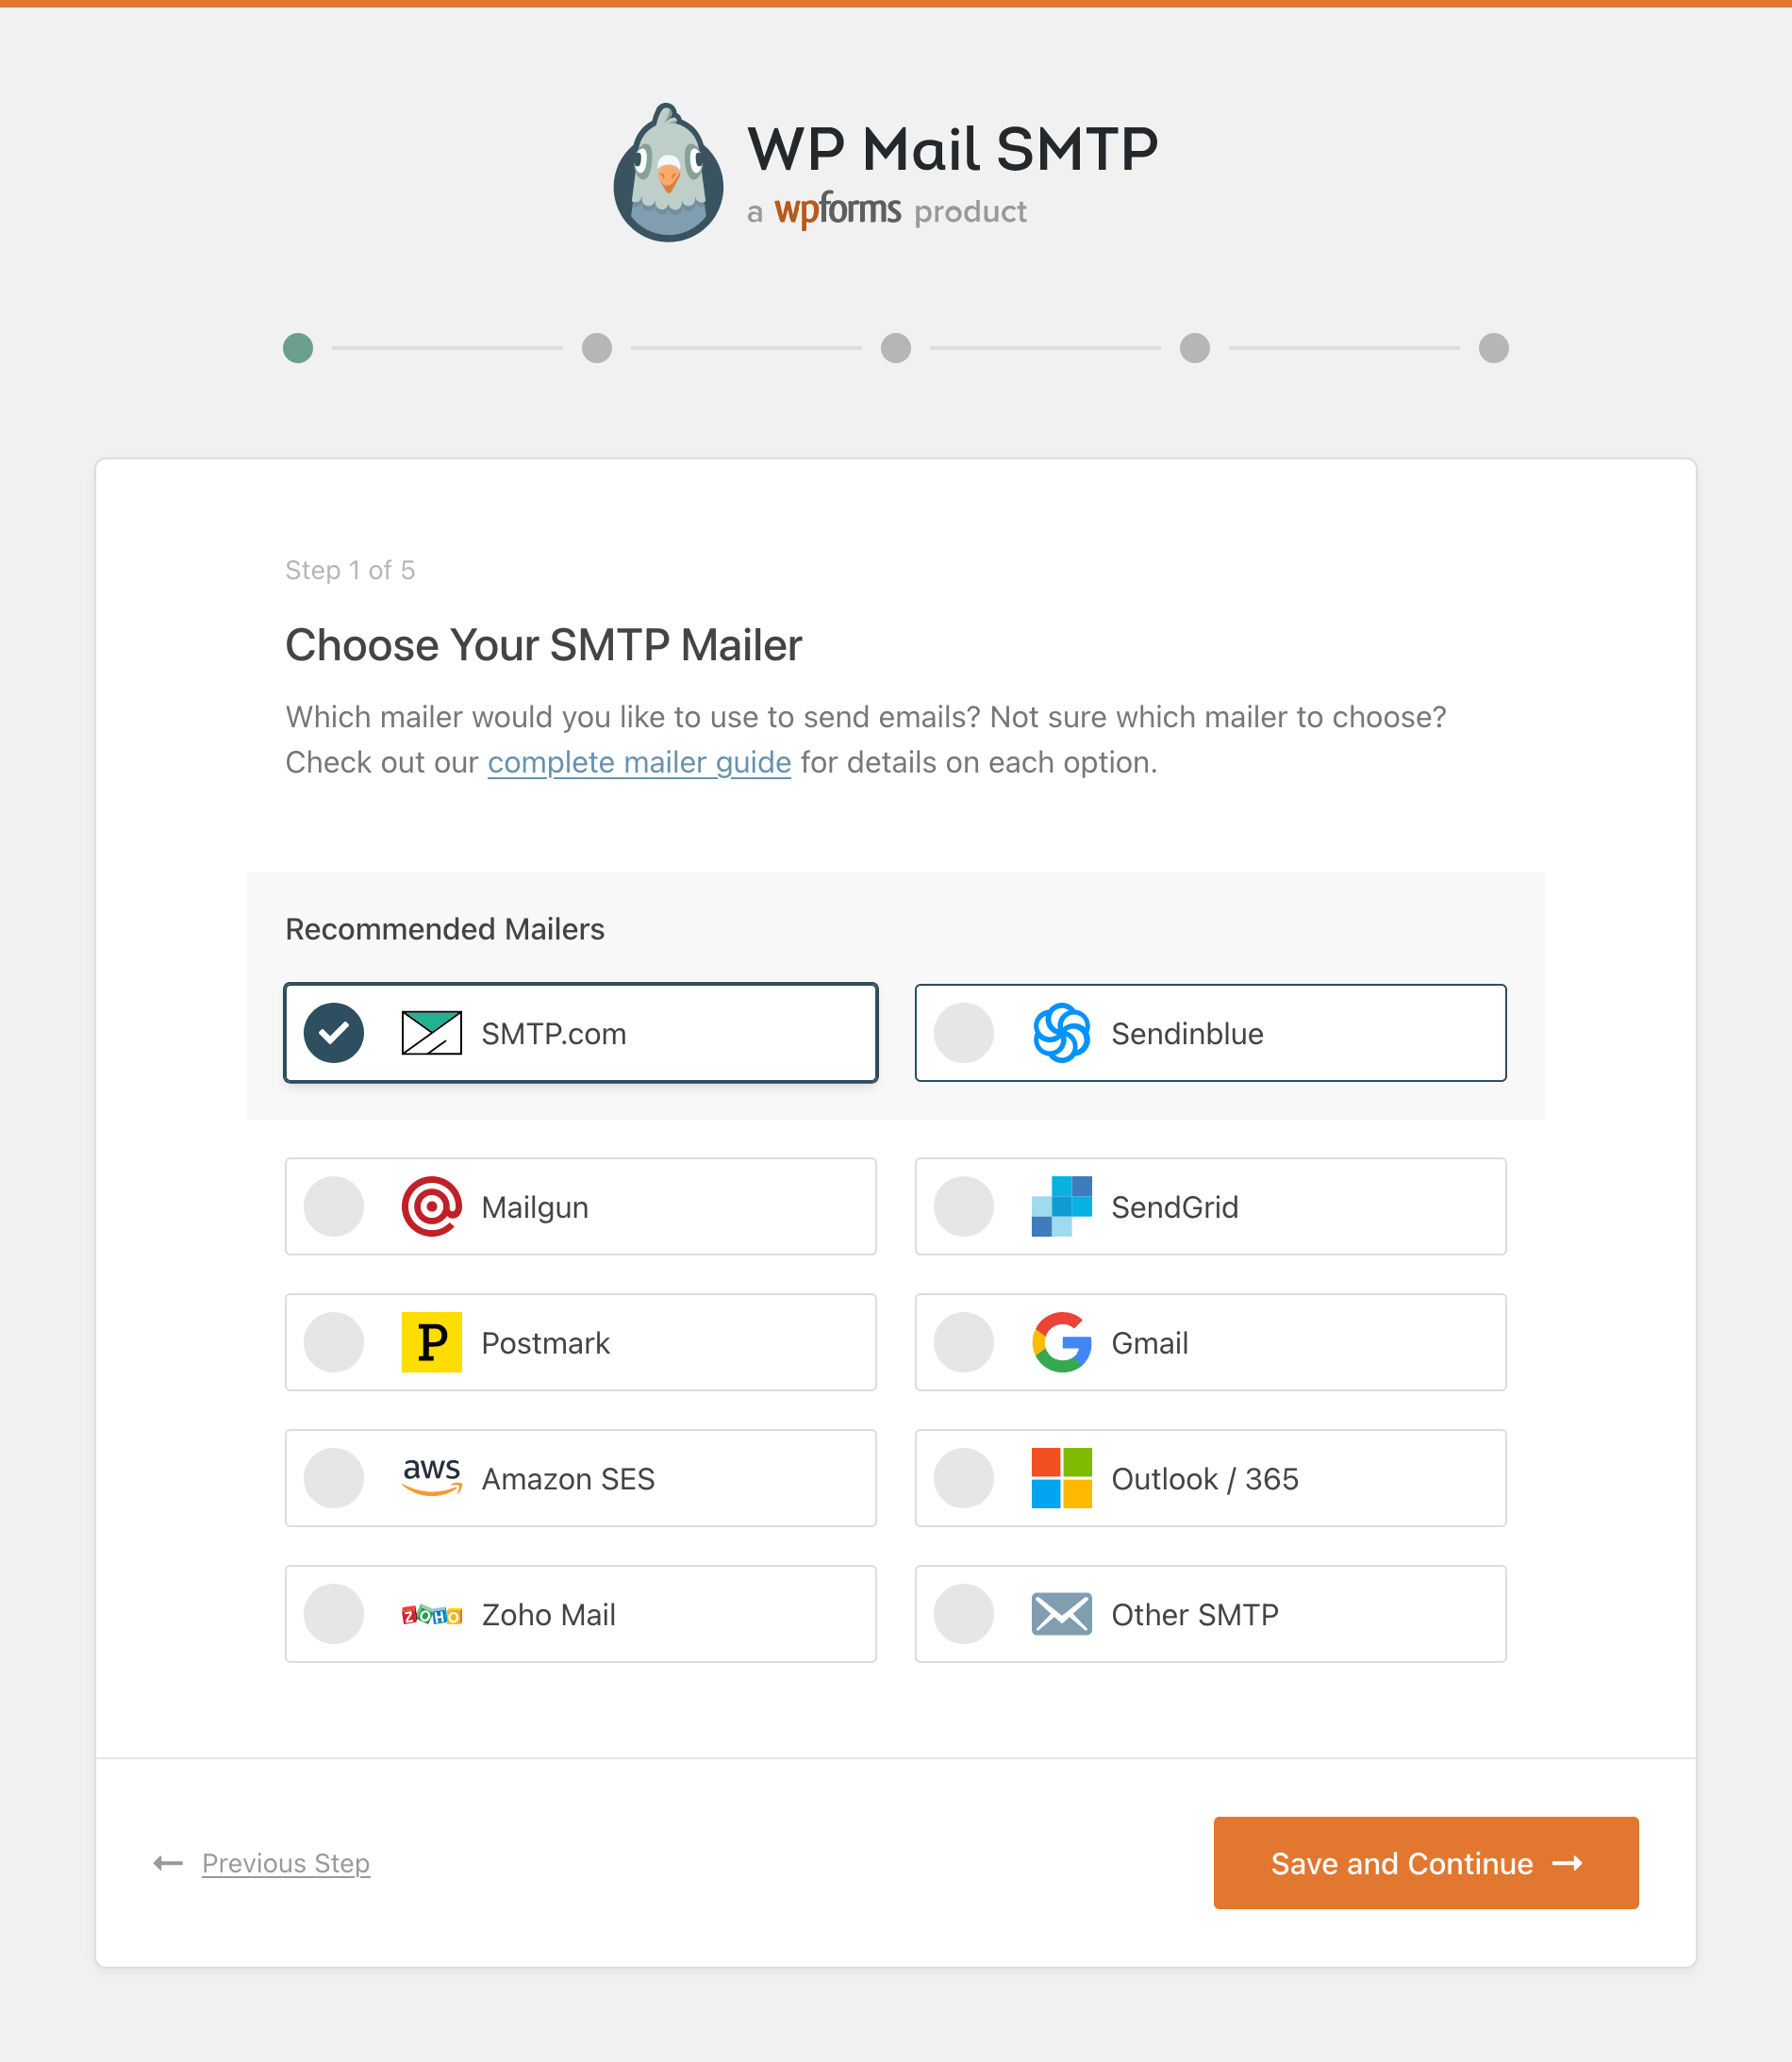 WP Mail SMTP
a wpforms product
Step 1 of 5
Choose Your SMTP Mailer
Which mailer would you like to use to send emails? Not sure which mailer to choose?
Check out our complete mailer guide for details on each option.
Recommended Mailers
SMTP.com
Sendinblue
Mailgun
SendGrid
P Postmark
Gmail
aws Amazon SES
Outlook / 365
ZOHO Zoho Mail
Other SMTP
Previous Step
Save and Continue